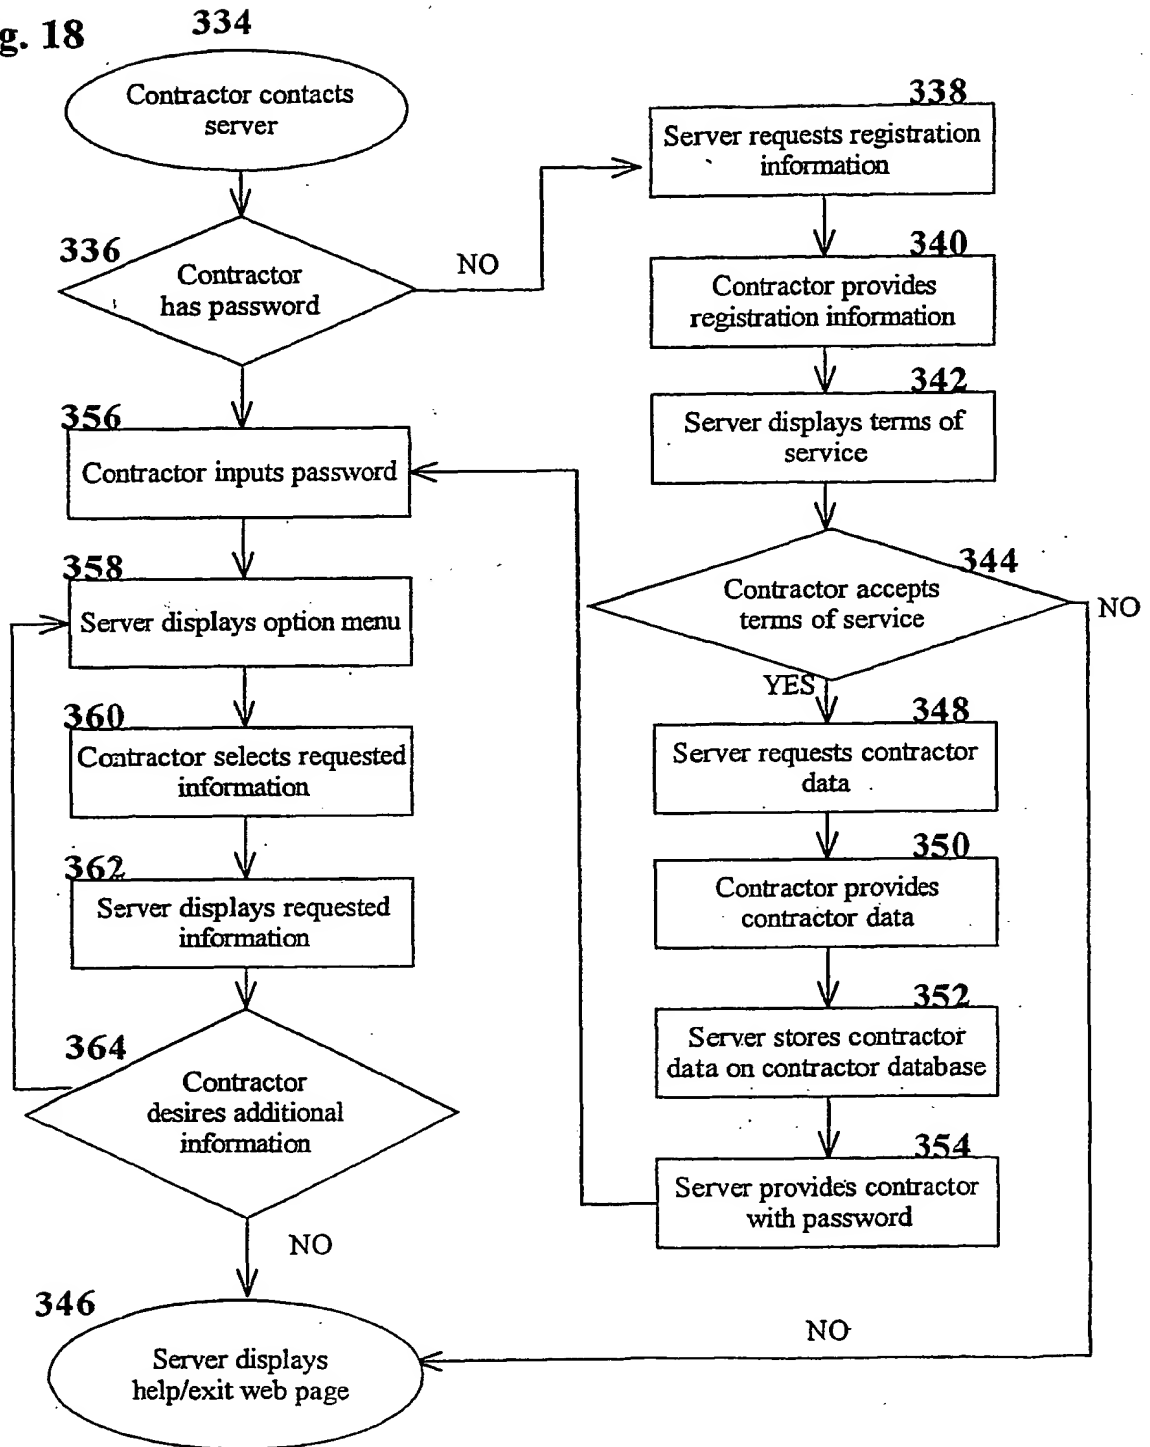 g. 18
334
Contractor contacts
server
336
Contractor
has password
NO
338
Server requests registration
information
340
Contractor provides
registration information
342
Server displays terms of
service
344
Contractor accepts
terms of service
NO
YES
348
Server requests contractor
data
350
Contractor provides
contractor data
352
Server stores contractor
data on contractor database
354
Server provides contractor
with password
356
Contractor inputs password
358
Server displays option menu
360
Contractor selects requested
information
362
Server displays requested
information
364
Contractor
desires additional
information
NO
346
Server displays
help/exit web page
NO